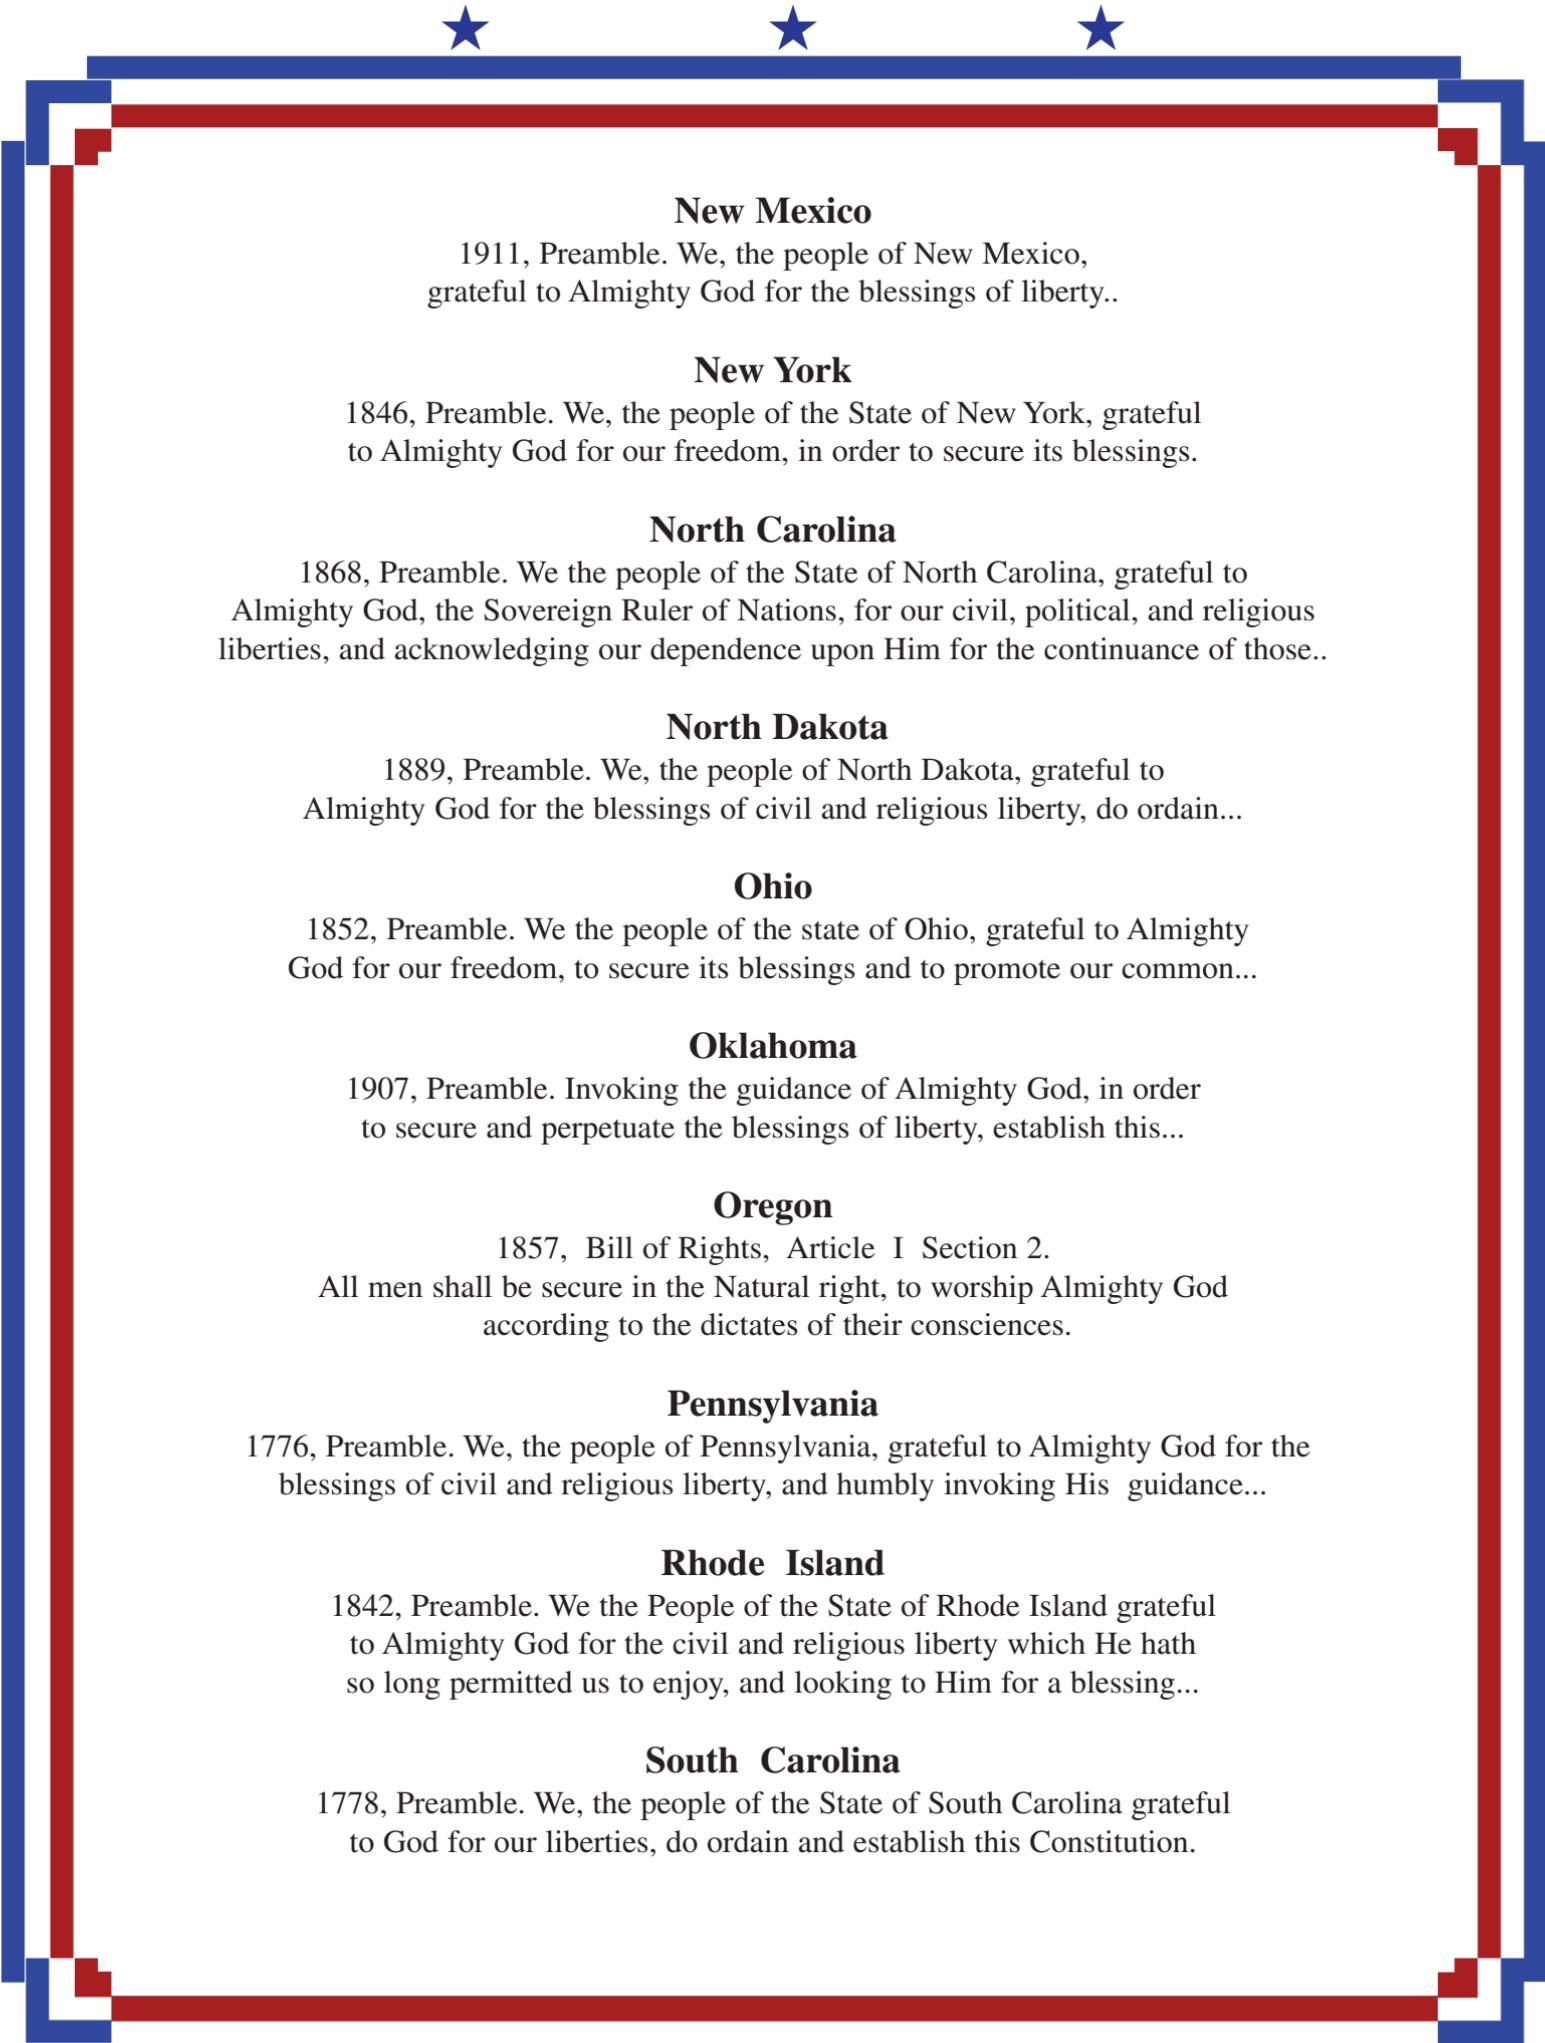 New Mexico
1911, Preamble. We, the people of New Mexico,
grateful to Almighty God for the blessings of liberty..
New York
1846, Preamble. We, the people of the State of New York, grateful
to Almighty God for our freedom, in order to secure its blessings.
North Carolina
1868, Preamble. We the people of the State of North Carolina, grateful to
Almighty God, the Sovereign Ruler of Nations, for our civil, political, and religious
liberties, and acknowledging our dependence upon Him for the continuance of those..
North Dakota
1889, Preamble. We, the people of North Dakota, grateful to
Almighty God for the blessings of civil and religious liberty, do ordain...
Ohio
1852, Preamble. We the people of the state of Ohio, grateful to Almighty
God for our freedom, to secure its blessings and to promote our common...
Oklahoma
1907, Preamble. Invoking the guidance of Almighty God, in order
to secure and perpetuate the blessings of liberty, establish this...
Oregon
1857, Bill of Rights, Article I Section 2.
All men shall be secure in the Natural right, to worship Almighty God
according to the dictates of their consciences.
Pennsylvania
1776, Preamble. We, the people of Pennsylvania, grateful to Almighty God for the
blessings of civil and religious liberty, and humbly invoking His guidance...
Rhode Island
1842, Preamble. We the People of the State of Rhode Island grateful
to Almighty God for the civil and religious liberty which He hath
so long permitted us to enjoy, and looking to Him for a blessing...
South Carolina
1778, Preamble. We, the people of the State of South Carolina grateful
to God for our liberties, do ordain and establish this Constitution.